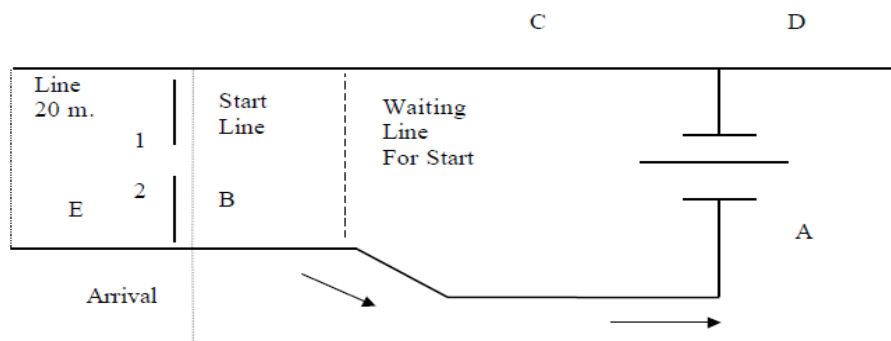 C
D
Line
20 m.
1
2
E
Start
Line
B
Waiting
Line
For Start
A
Arrival